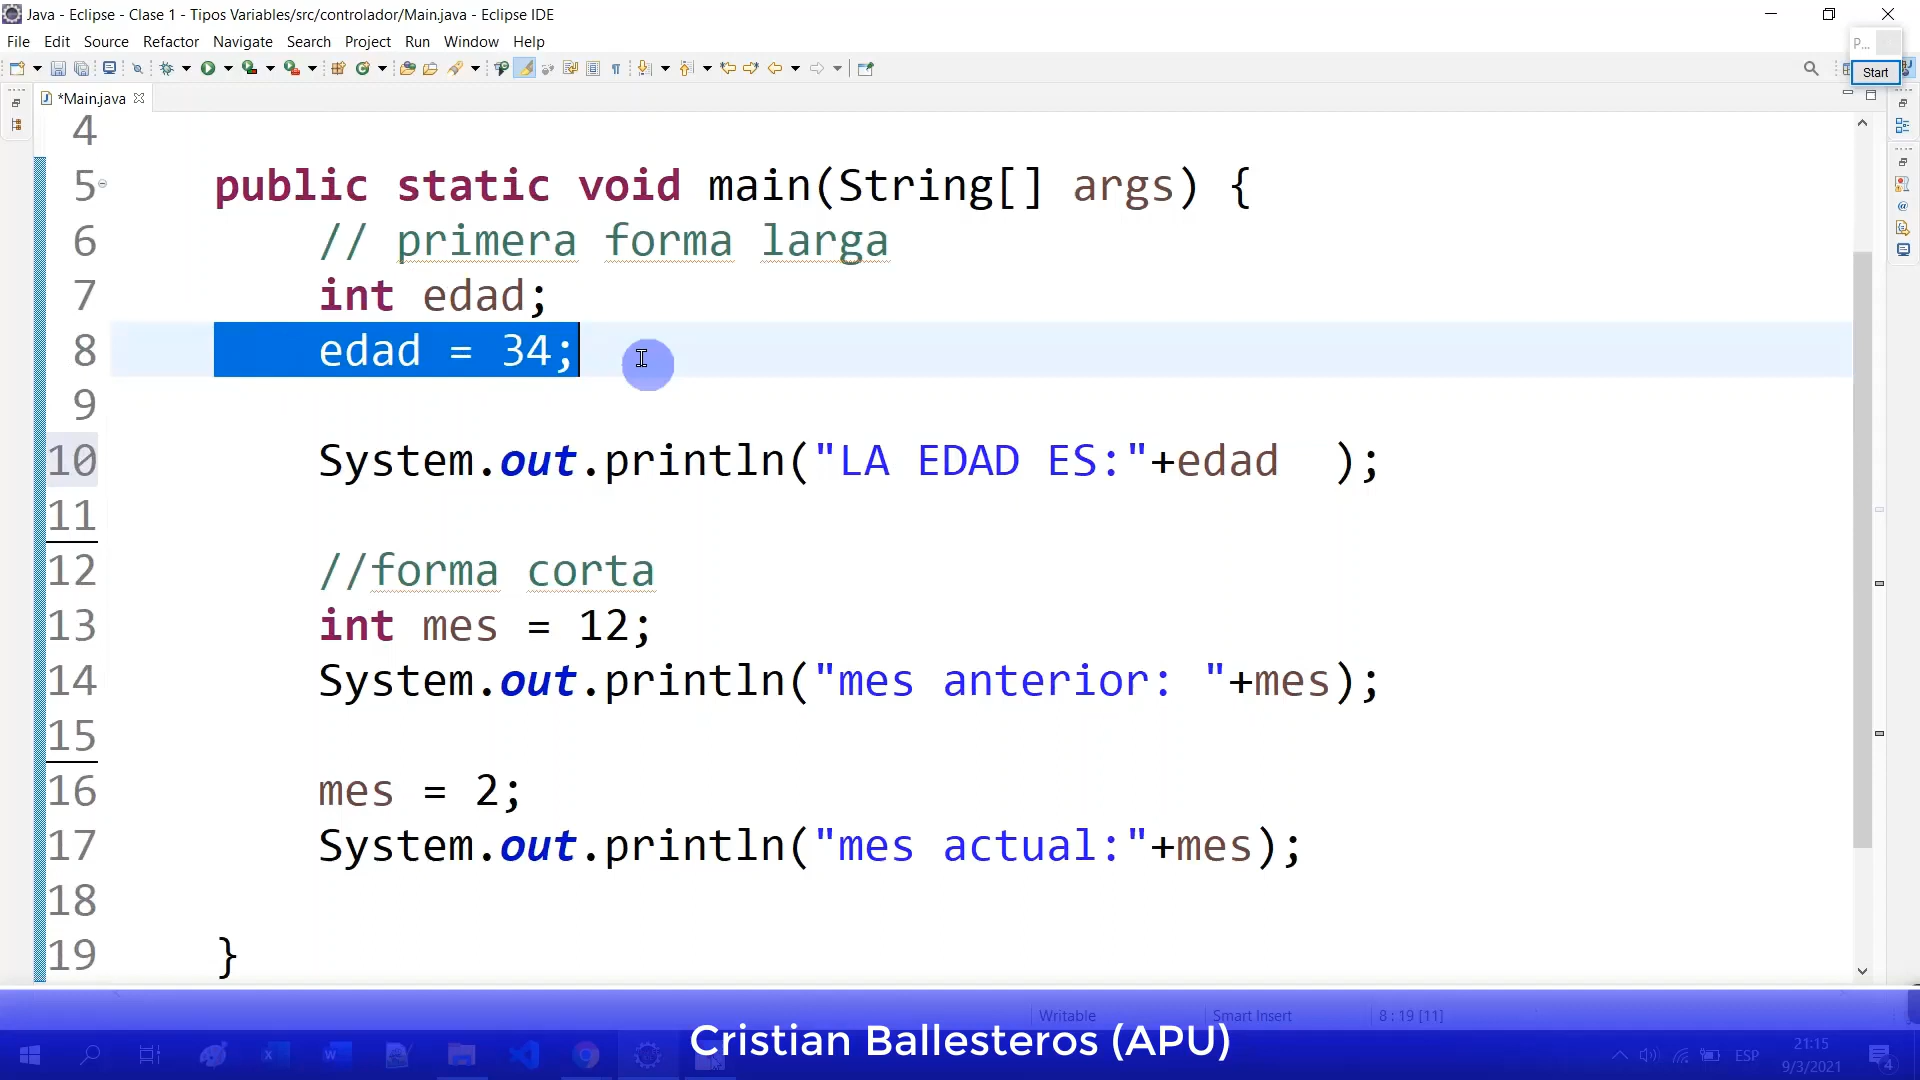 Java - Eclipse - Clase 1 - Tipos Variables/src/controlador/Main.java - Eclipse IDE
File Edit Source Refactor Navigate Search Project Run Window Help
P...
Start
*Main.java
4
5 public static void main(String[] args) {
6 // primera forma larga
7 int edad;
8 edad = 34;
9
10 System.out.println("LA EDAD ES:"+edad );
11
12 //forma corta
13 int mes = 12;
14 System.out.println("mes anterior: "+mes);
15
16 mes = 2;
17 System.out.println("mes actual:"+mes);
18
19 }
Writable Smart Insert 8 : 19 [11]
Cristian Ballesteros (APU)
ESP
21:15
9/3/2021
4